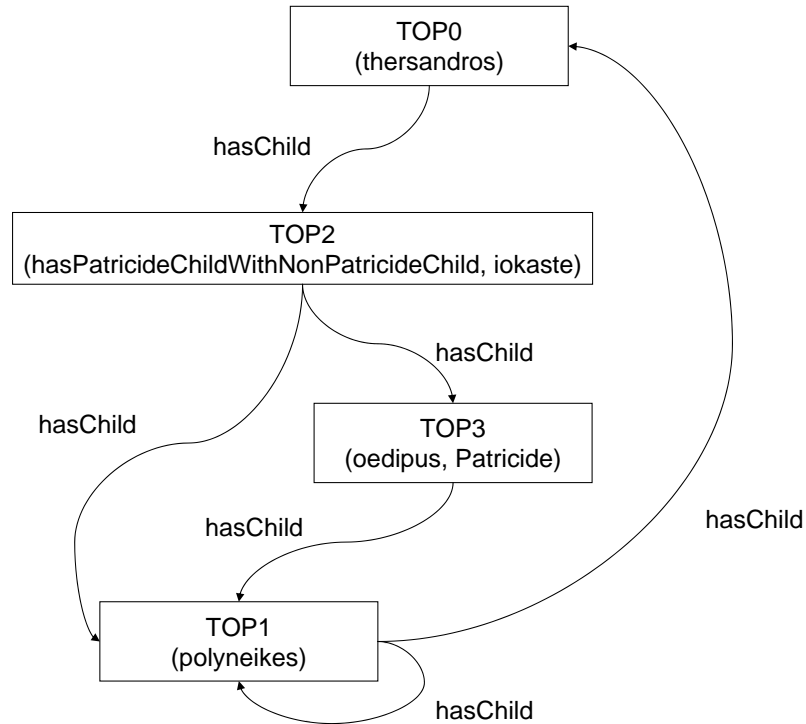 TOP0
(thersandros)
hasChild
TOP2
(hasPatricideChildWithNonPatricideChild, iokaste)
hasChild
hasChild
TOP3
(oedipus, Patricide)
hasChild
hasChild
TOP1
(polyneikes)
hasChild